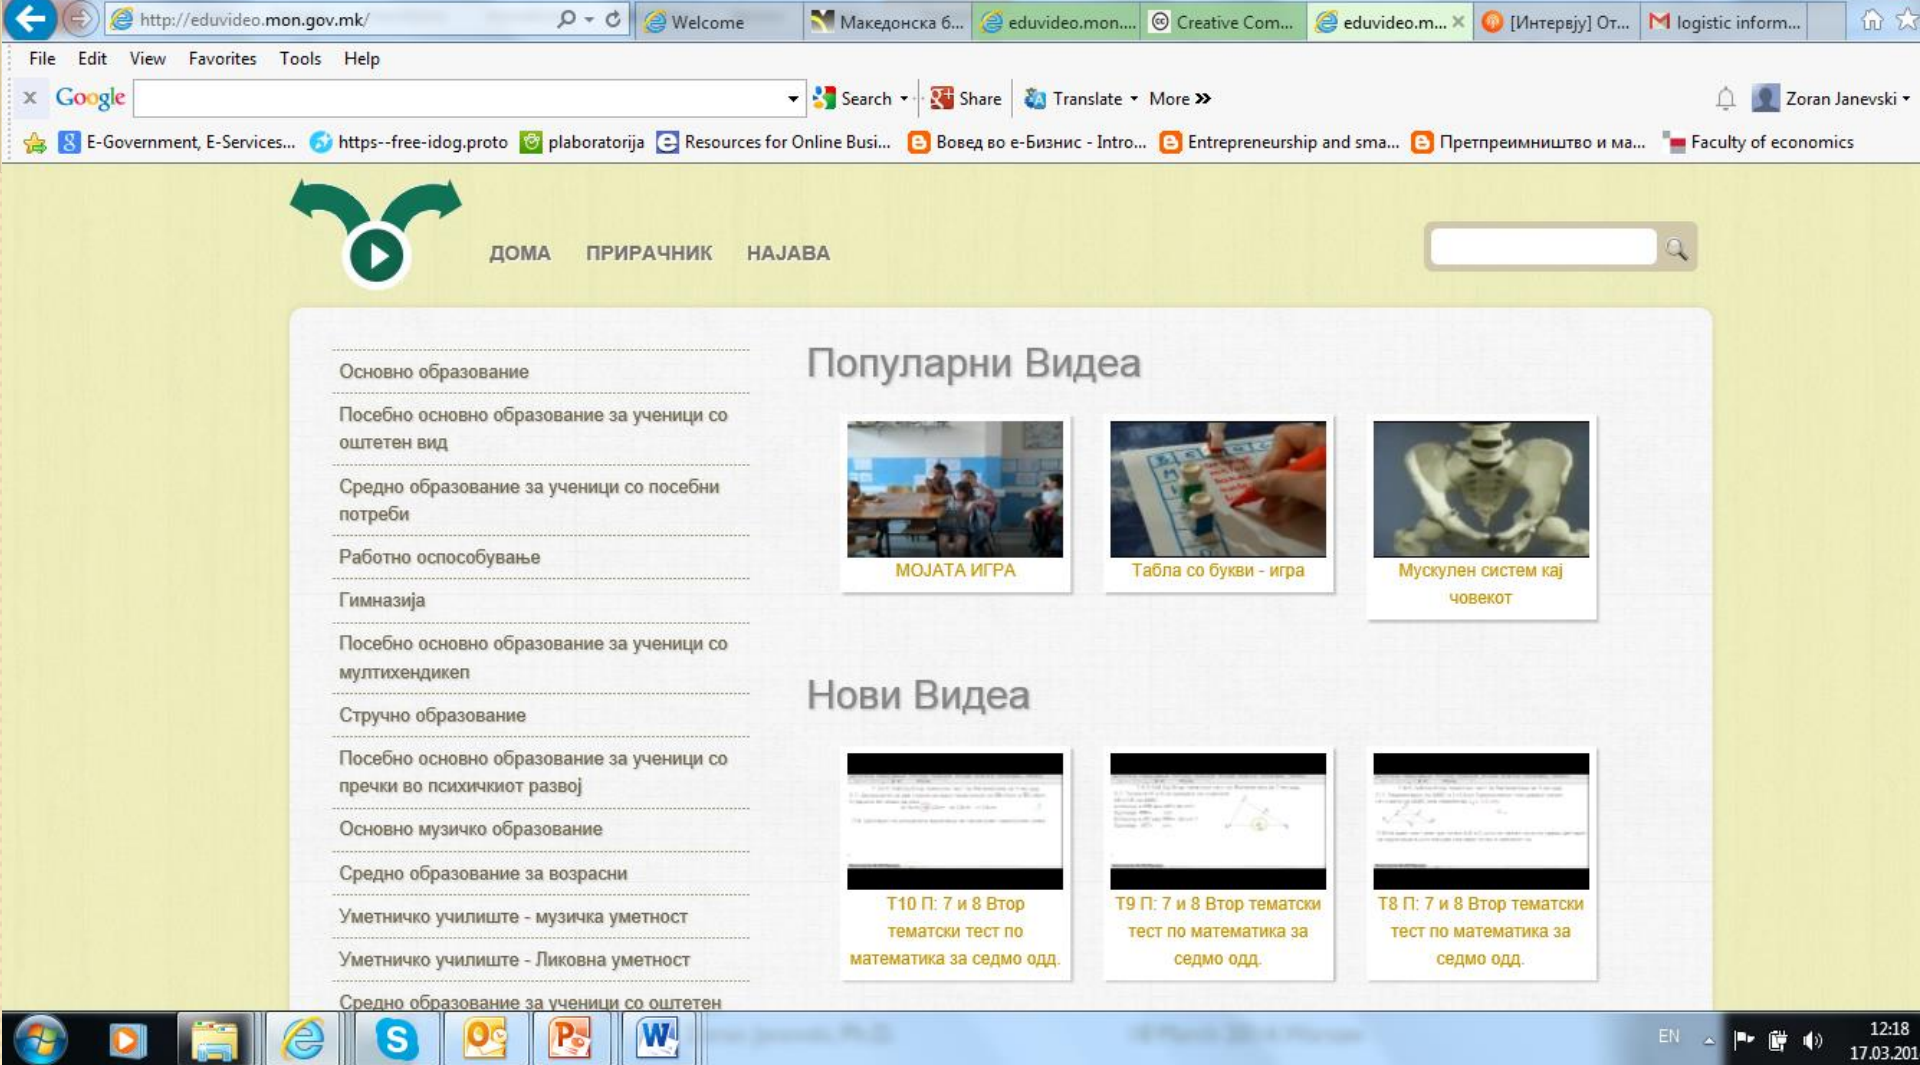 http://eduvideo.mon.gov.mk/
Welcome
Македонска б...
eduvideo.mon....
Creative Com...
eduvideo.m...
[Интервју] От...
logistic inform...
File Edit View Favorites Tools Help
x Google Search Share Translate More Zoran Janevski
E-Government, E-Services... https--free-idog.proto plaboratorija Resources for Online Busi... Вовед во е-Бизнис - Intro... Entrepreneurship and sma... Претпреимништво и ма... Faculty of economics
ДОМА ПРИРАЧНИК НАЈАВА
Основно образование
Посебно основно образование за ученици со
оштетен вид
Средно образование за ученици со посебни
потреби
Работно оспособување
Гимназија
Посебно основно образование за ученици со
мултихендикеп
Стручно образование
Посебно основно образование за ученици со
пречки во психичкиот развој
Основно музичко образование
Средно образование за возрасни
Уметничко училиште - музичка уметност
Уметничко училиште - Ликовна уметност
Средно образование за ученици со оштетен
Популарни Видеа
МОЈАТА ИГРА
Табла со букви - игра
Мускулен систем кај
човекот
Нови Видеа
Т10 П: 7 и 8 Втор
тематски тест по
математика за седмо одд.
Т9 П: 7 и 8 Втор тематски
тест по математика за
седмо одд.
Т8 П: 7 и 8 Втор тематски
тест по математика за
седмо одд.
EN
12:18
17.03.201